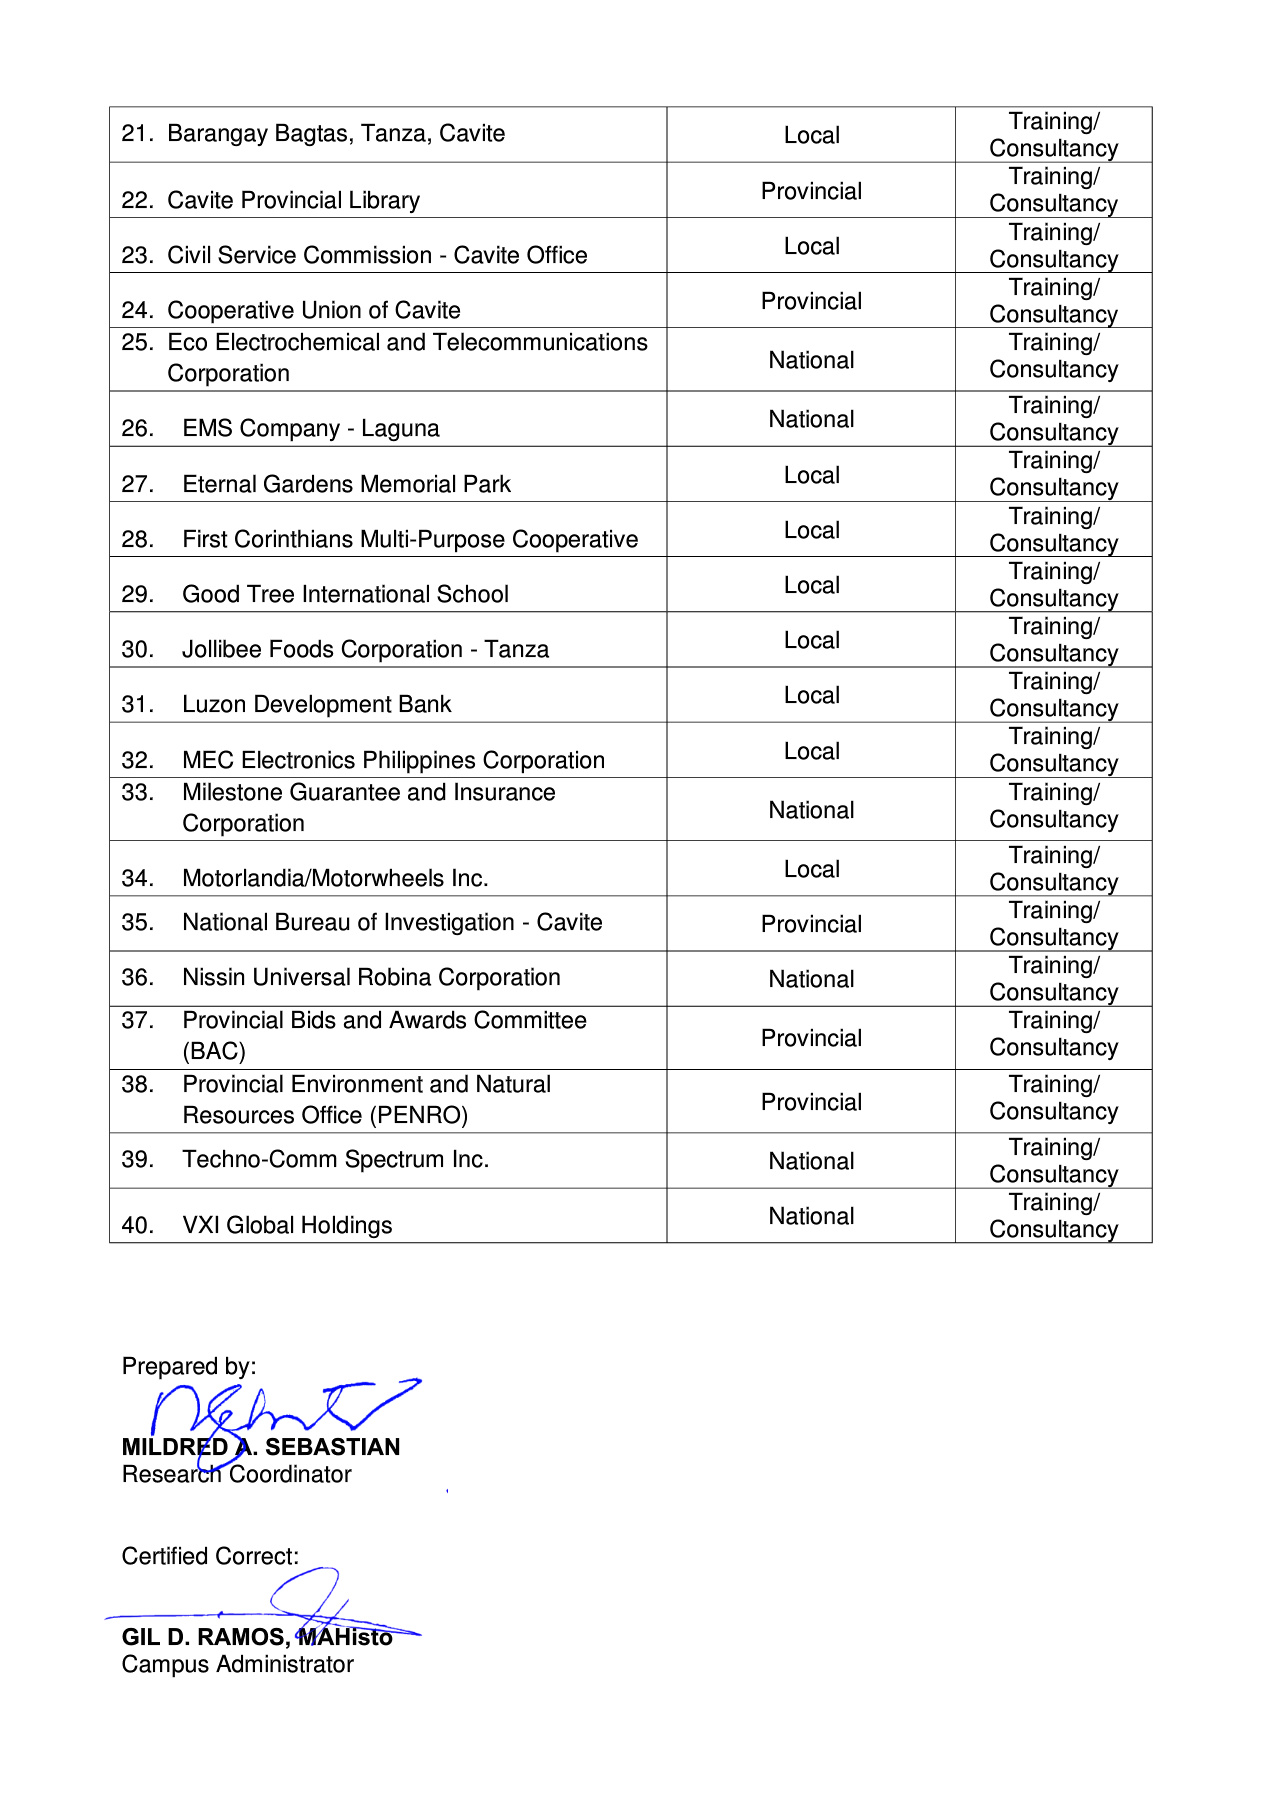 21. Barangay Bagtas, Tanza, Cavite
Local
Training/
Consultancy
22. Cavite Provincial Library
Provincial
Training/
Consultancy
23. Civil Service Commission - Cavite Office
Local
Training/
Consultancy
24. Cooperative Union of Cavite
Provincial
Training/
Consultancy
25. Eco Electrochemical and Telecommunications
Corporation
National
Training/
Consultancy
26. EMS Company - Laguna
National
Training/
Consultancy
27. Eternal Gardens Memorial Park
Local
Training/
Consultancy
28. First Corinthians Multi-Purpose Cooperative
Local
Training/
Consultancy
29. Good Tree International School
Local
Training/
Consultancy
30. Jollibee Foods Corporation - Tanza
Local
Training/
Consultancy
31. Luzon Development Bank
Local
Training/
Consultancy
32. MEC Electronics Philippines Corporation
Local
Training/
Consultancy
33. Milestone Guarantee and Insurance
Corporation
National
Training/
Consultancy
34. Motorlandia/Motorwheels Inc.
Local
Training/
Consultancy
35. National Bureau of Investigation - Cavite
Provincial
Training/
Consultancy
36. Nissin Universal Robina Corporation
National
Training/
Consultancy
37. Provincial Bids and Awards Committee
(BAC)
Provincial
Training/
Consultancy
38. Provincial Environment and Natural
Resources Office (PENRO)
Provincial
Training/
Consultancy
39. Techno-Comm Spectrum Inc.
National
Training/
Consultancy
40. VXI Global Holdings
National
Training/
Consultancy
Prepared by:
MILDRED A. SEBASTIAN
Research Coordinator
Certified Correct:
GIL D. RAMOS, MAHisto
Campus Administrator